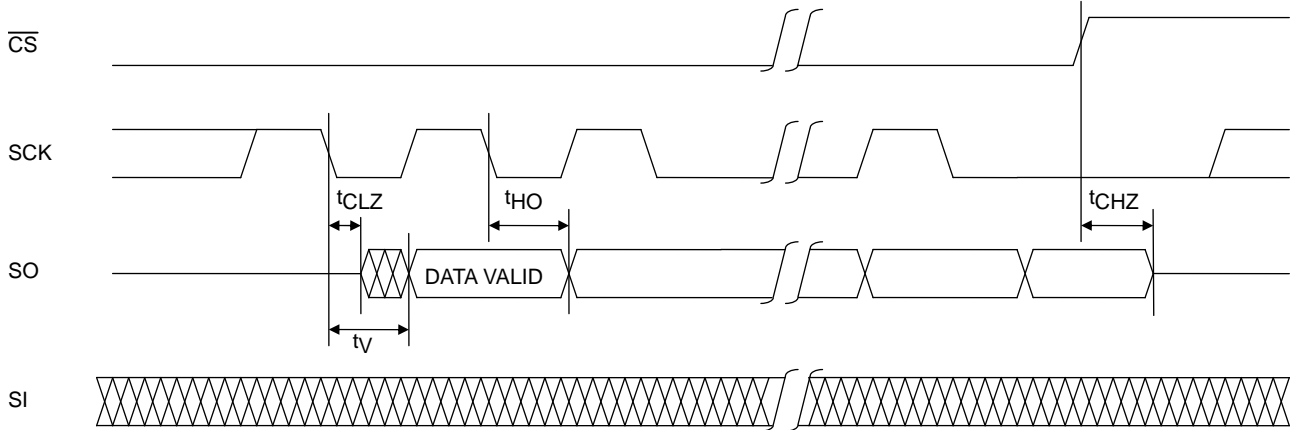 CS
SCK
tCLZ
tHO
tCHZ
SO
DATA VALID
tV
SI